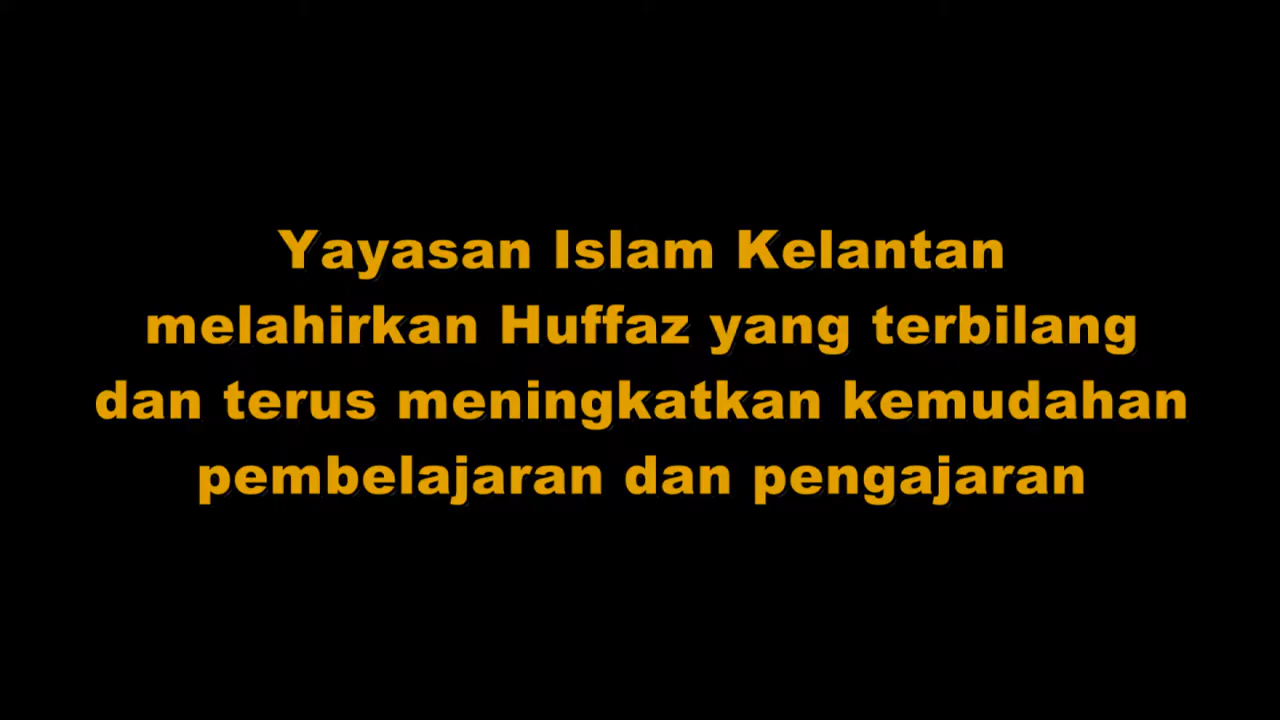 Yayasan Islam Kelantan
melahirkan Huffaz yang terbilang
dan terus meningkatkan kemudahan
pembelajaran dan pengajaran